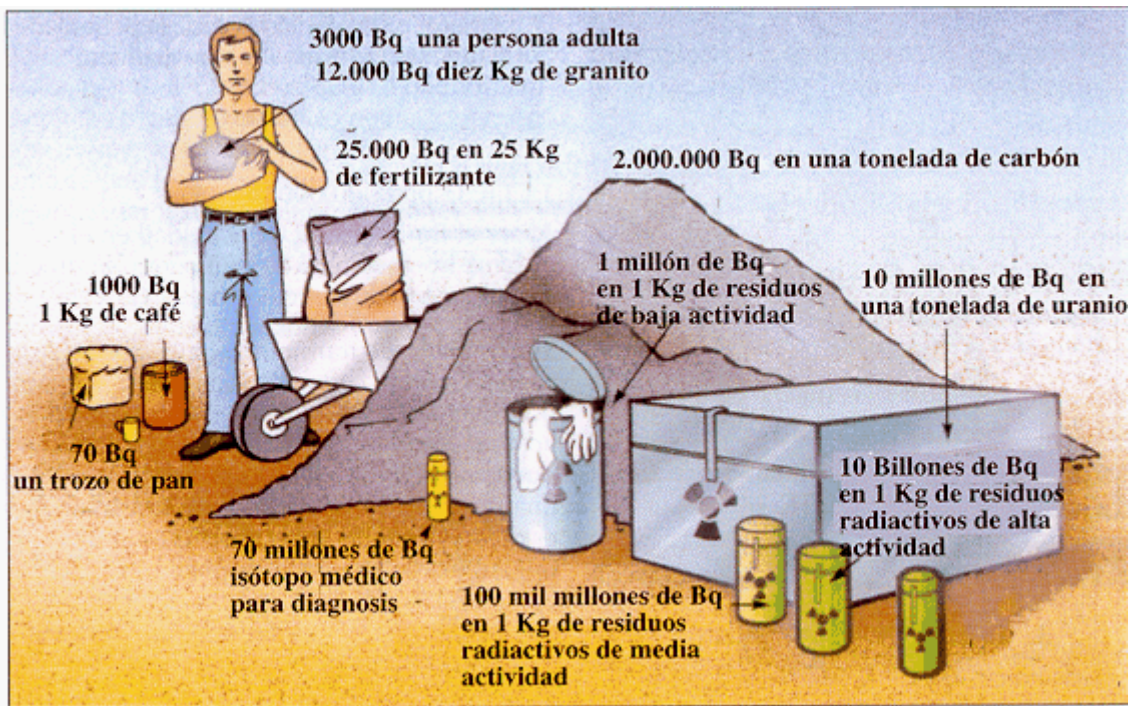 3000 Bq una persona adulta
12.000 Bq diez Kg de granito
25.000 Bq en 25 Kg
de fertilizante
2.000.000 Bq en una tonelada de carbón
1000 Bq
1 Kg de café
1 millón de Bq
en 1 Kg de residuos
de baja actividad
10 millones de Bq en
una tonelada de uranio
70 Bq
un trozo de pan
70 millones de Bq
isótopo médico
para diagnosis
100 mil millones de Bq
en 1 Kg de residuos
radiactivos de media
actividad
10 Billones de Bq
en 1 Kg de residuos
radiactivos de alta
actividad